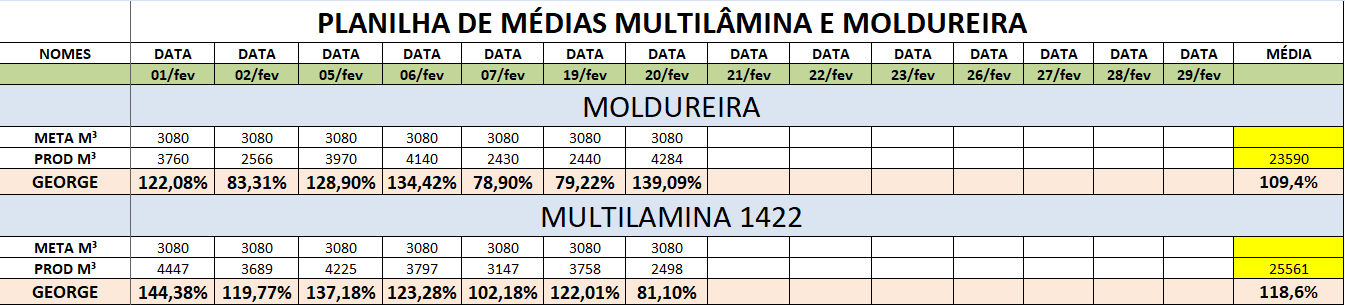 PLANILHA DE MÉDIAS MULTILÂMINA E MOLDUREIRA
NOMES DATA DATA DATA DATA DATA DATA DATA DATA DATA DATA DATA DATA DATA DATA MÉDIA
01/fev 02/fev 05/fev 06/fev 07/fev 19/fev 20/fev 21/fev 22/fev 23/fev 26/fev 27/fev 28/fev 29/fev
MOLDUREIRA
META M³ 3080 3080 3080 3080 3080 3080 3080
PROD M³ 3760 2566 3970 4140 2430 2440 4284 23590
GEORGE 122,08% 83,31% 128,90% 134,42% 78,90% 79,22% 139,09% 109,4%
MULTILAMINA 1422
META M³ 3080 3080 3080 3080 3080 3080 3080
PROD M³ 4447 3689 4225 3797 3147 3758 2498 25561
GEORGE 144,38% 119,77% 137,18% 123,28% 102,18% 122,01% 81,10% 118,6%